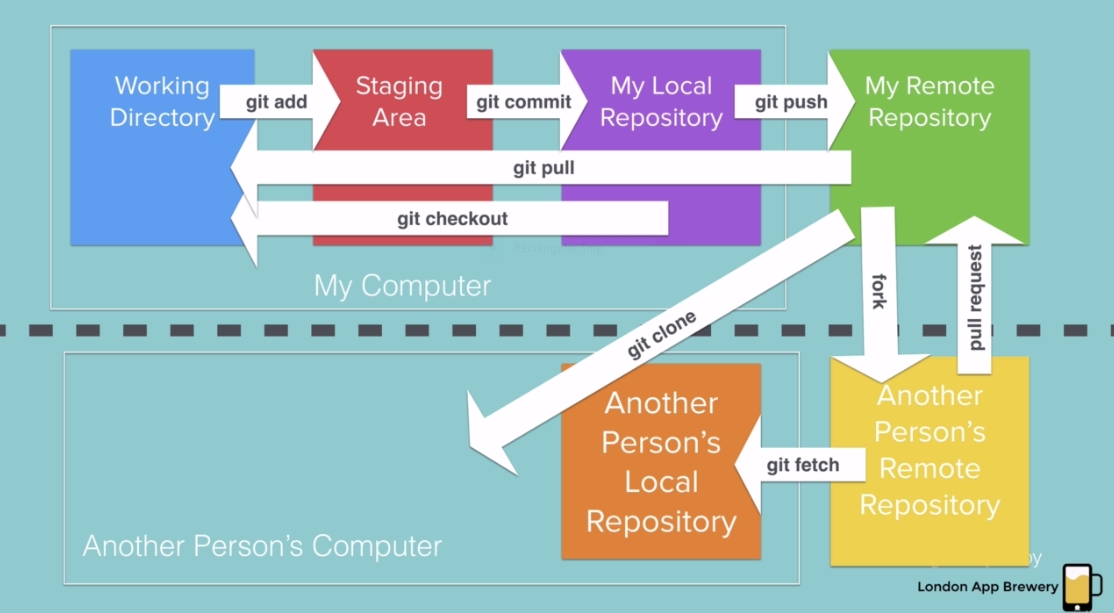 Working
Directory
git add
Staging
Area
git commit
My Local
Repository
git push
My Remote
Repository
git pull
git checkout
My Computer
git clone
fork
pull request
Another
Person's
Local
Repository
git fetch
Another
Person's
Remote
Repository
Another Person's Computer
London App Brewery